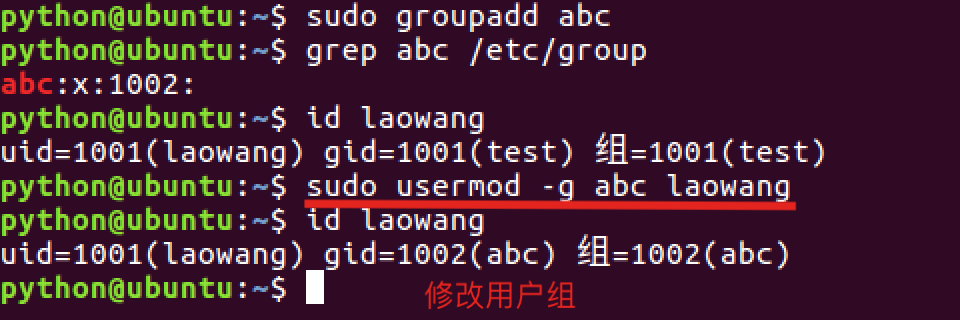 python@ubuntu:~$ sudo groupadd abc
python@ubuntu:~$ grep abc /etc/group
abc:x:1002:
python@ubuntu:~$ id laowang
uid=1001(laowang) gid=1001(test) 组=1001(test)
python@ubuntu:~$ sudo usermod -g abc laowang
python@ubuntu:~$ id laowang
uid=1001(laowang) gid=1002(abc) 组=1002(abc)
python@ubuntu:~$
修改用户组